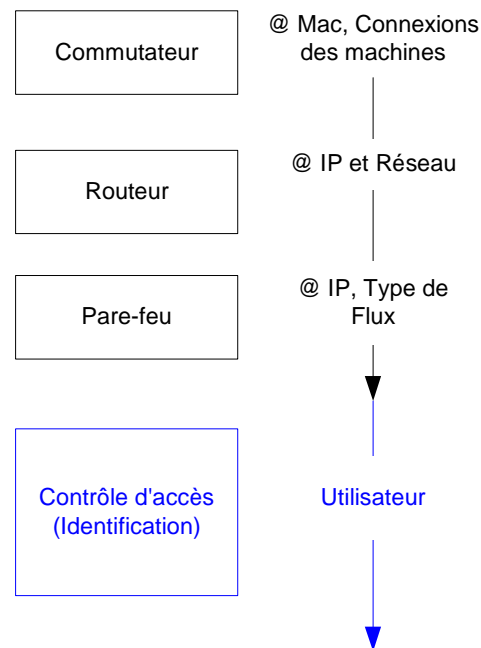 Commutateur
@ Mac, Connexions
des machines
Routeur
@ IP et Réseau
Pare-feu
@ IP, Type de
Flux
Contrôle d'accès
(Identification)
Utilisateur